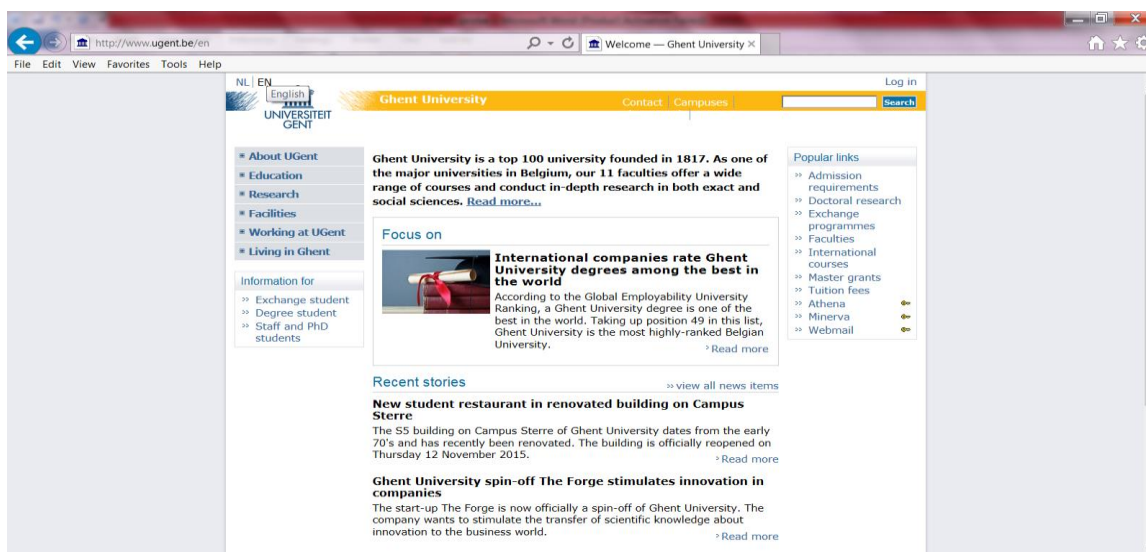 http://www.ugent.be/en
Welcome — Ghent University
File Edit View Favorites Tools Help
NL EN
Log in
English
UNIVERSITEIT
GENT
Ghent University
Contact Campuses
Search
About UGent
Education
Research
Facilities
Working at UGent
Living in Ghent
Information for
Exchange student
Degree student
Staff and PhD
students
Ghent University is a top 100 university founded in 1817. As one of
the major universities in Belgium, our 11 faculties offer a wide
range of courses and conduct in-depth research in both exact and
social sciences. Read more...
Focus on
International companies rate Ghent
University degrees among the best in
the world
According to the Global Employability University
Ranking, a Ghent University degree is one of the
best in the world. Taking up position 49 in this list,
Ghent University is the most highly-ranked Belgian
University.
Read more
Recent stories
view all news items
New student restaurant in renovated building on Campus
Sterre
The S5 building on Campus Sterre of Ghent University dates from the early
70's and has recently been renovated. The building is officially reopened on
Thursday 12 November 2015.
Read more
Ghent University spin-off The Forge stimulates innovation in
companies
The start-up The Forge is now officially a spin-off of Ghent University. The
company wants to stimulate the transfer of scientific knowledge about
innovation to the business world.
Read more
Popular links
Admission
requirements
Doctoral research
Exchange
programmes
Faculties
International
courses
Master grants
Tuition fees
Athena
Minerva
Webmail